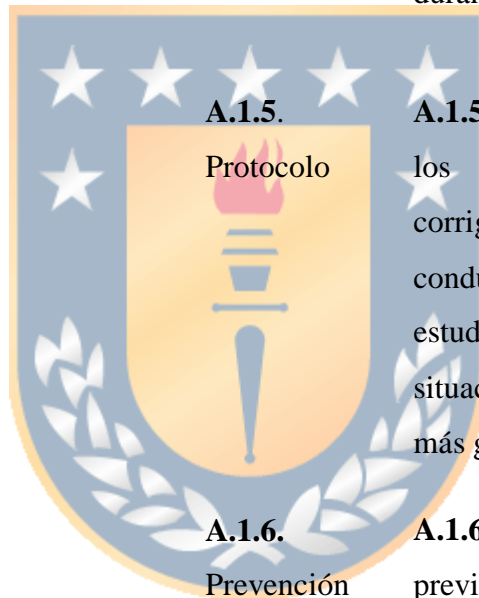 A.1.5. A.1.5
Protocolo los
corrig
condu
estud
situac
más g
A.1.6. A.1.6
Prevención previ